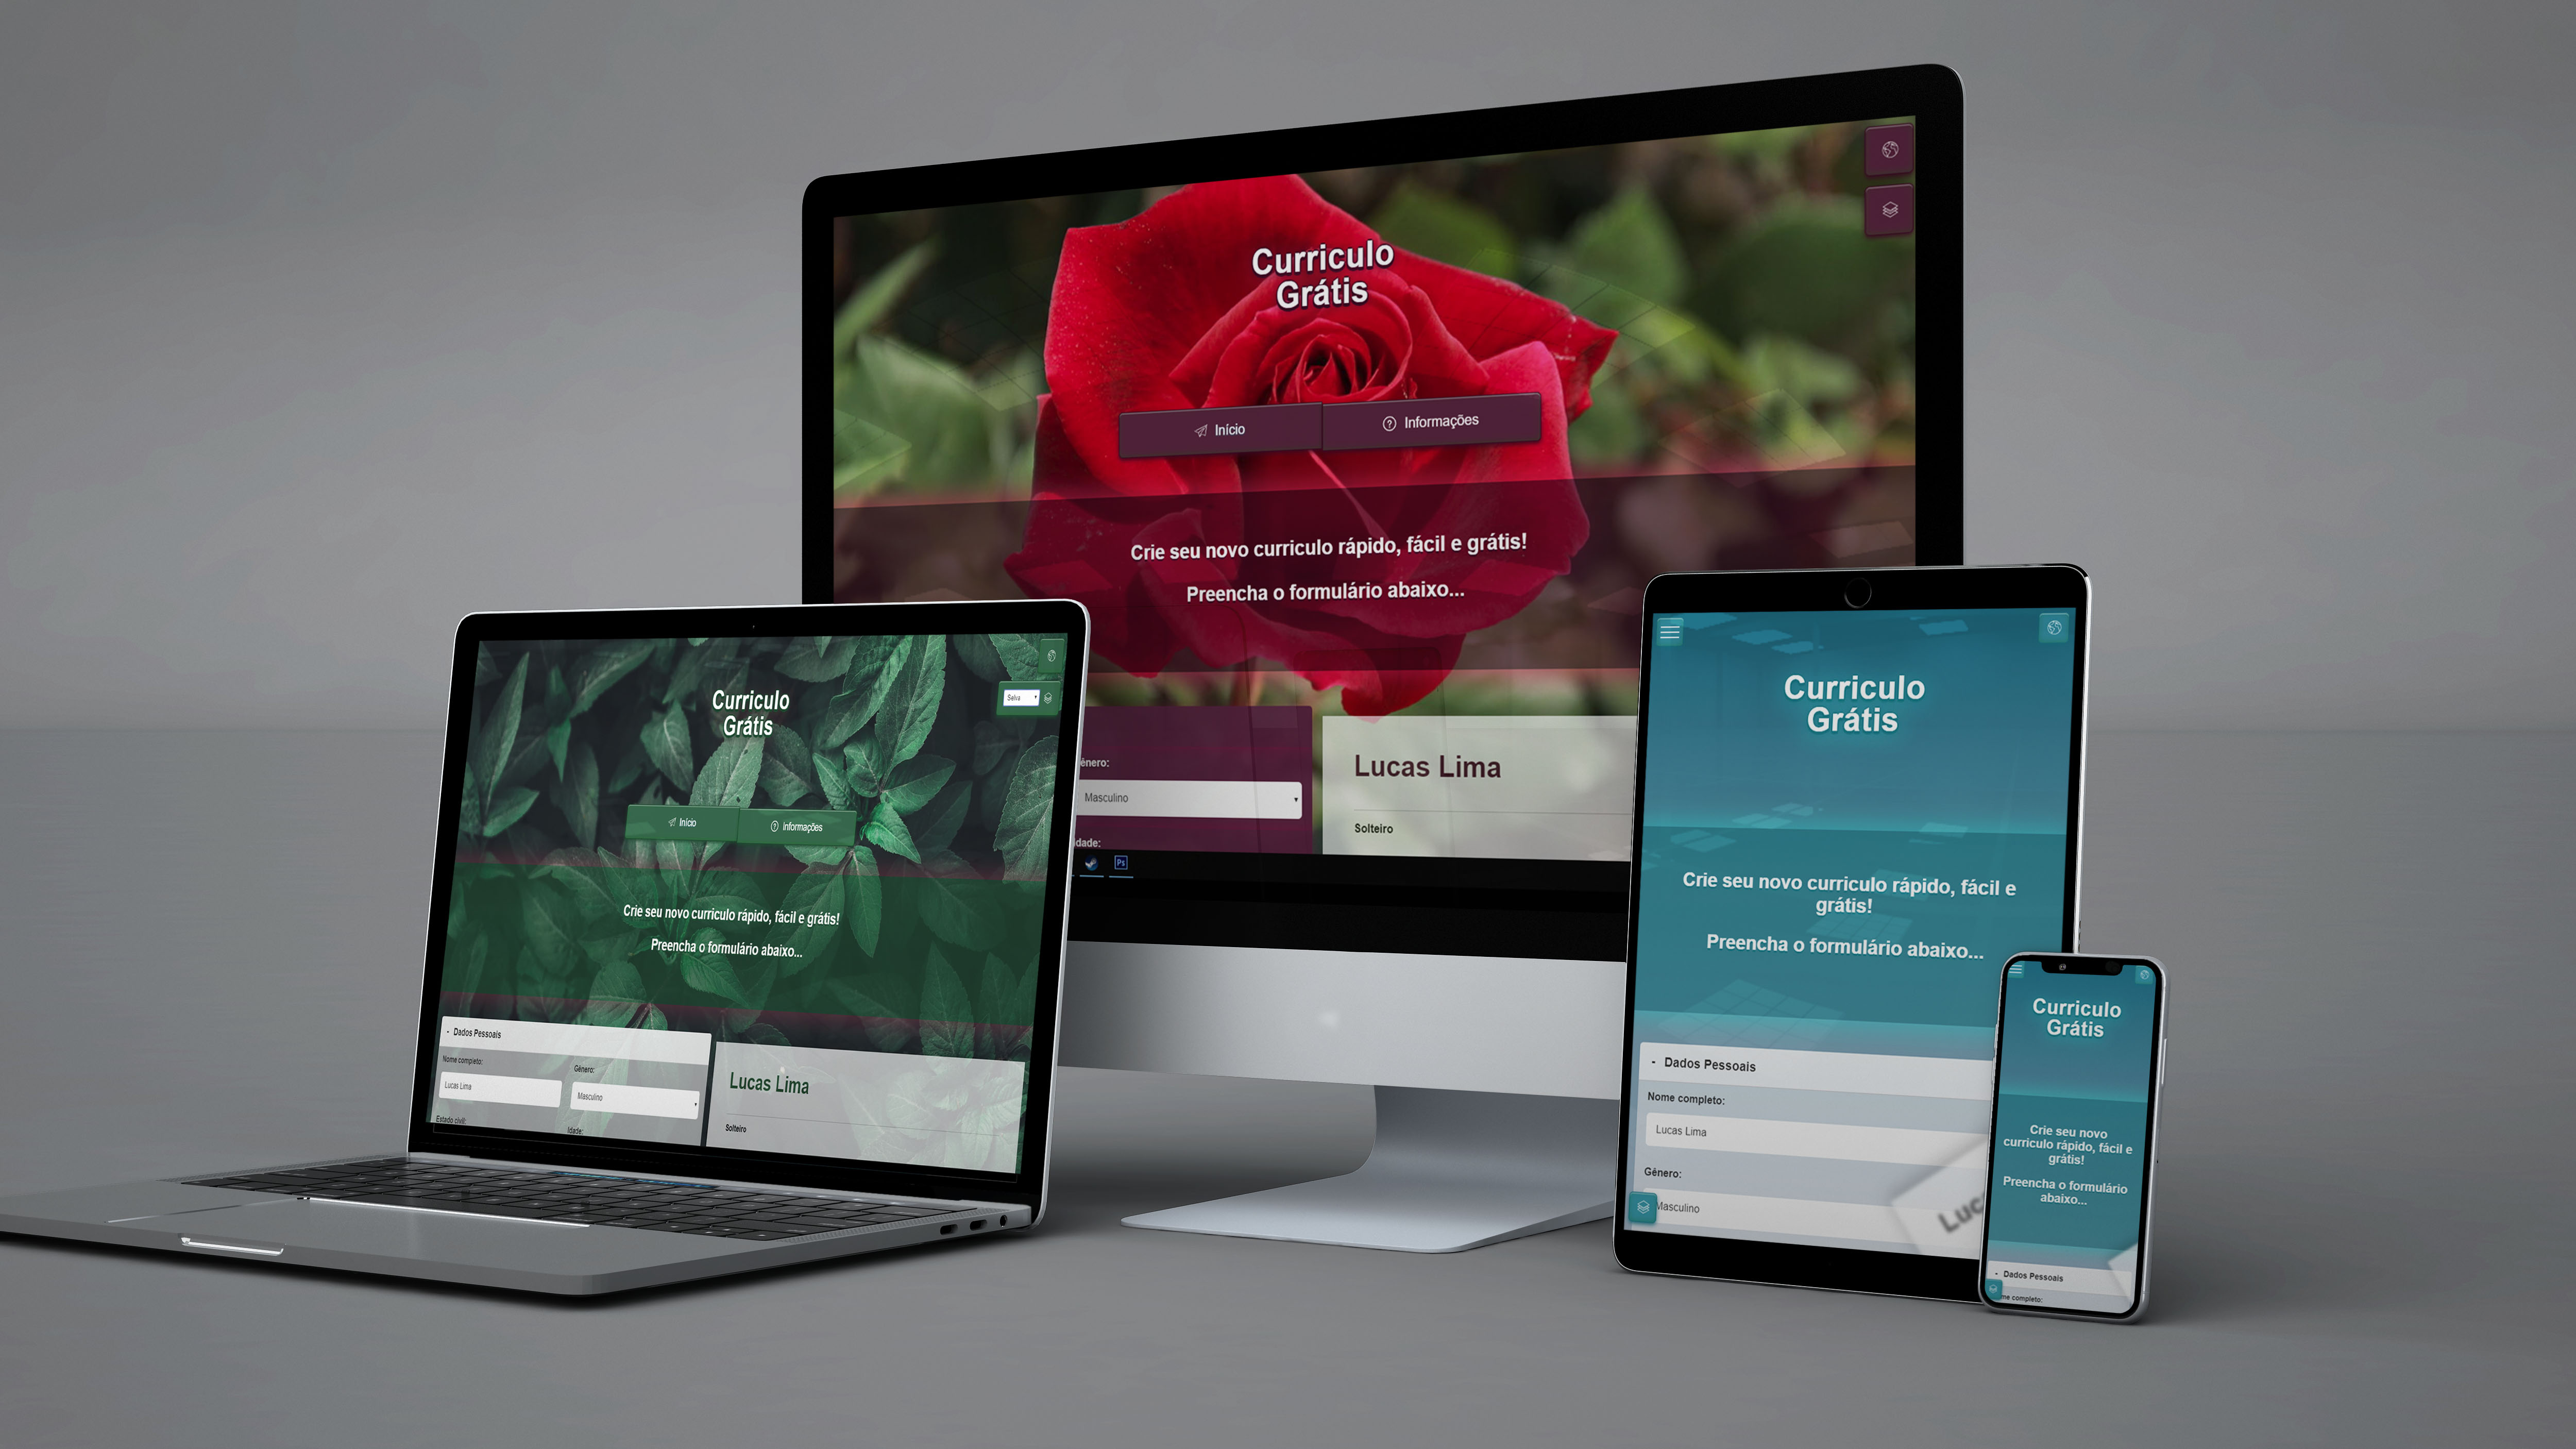 Curriculo
Grátis
Início
Informações
Crie seu novo curriculo rápido, fácil e grátis!
Preencha o formulário abaixo...
ênero:
Masculino
idade:
Lucas Lima
Solteiro
Ps
Curriculo
Grátis
Selva
Início
Informações
Crie seu novo curriculo rápido, fácil e grátis!
Preencha o formulário abaixo...
- Dados Pessoais
Nome completo:
Lucas Lima
Gênero:
Masculino
Estado civil:
Idade:
Lucas Lima
Solteiro
Curriculo
Grátis
Crie seu novo curriculo rápido, fácil e
grátis!
Preencha o formulário abaixo...
- Dados Pessoais
Nome completo:
Lucas Lima
Gênero:
Masculino
Luc
Curriculo
Grátis
Crie seu novo
curriculo rápido, fácil e
grátis!
Preencha o formulário
abaixo...
- Dados Pessoais
me completo: